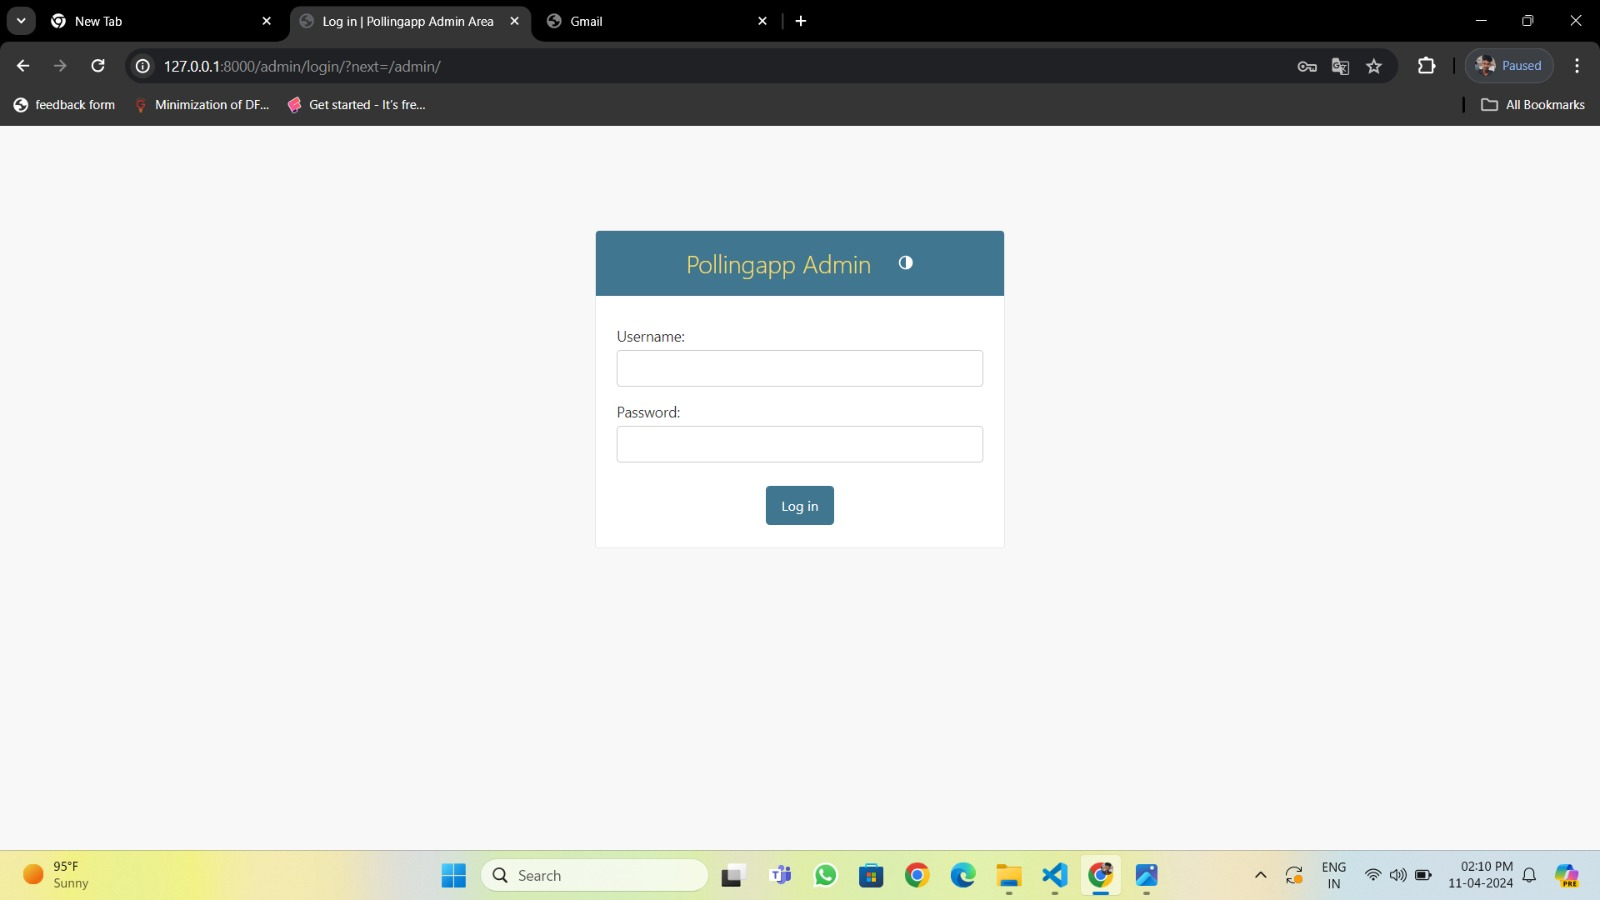 New Tab
Log in | Pollingapp Admin Area
Gmail
127.0.0.1:8000/admin/login/?next=/admin/
Paused
feedback form
Minimization of DF...
Get started - It's fre...
All Bookmarks
Pollingapp Admin
Username:
Password:
Log in
95°F
Sunny
Search
ENG
IN
02:10 PM
11-04-2024
PRE